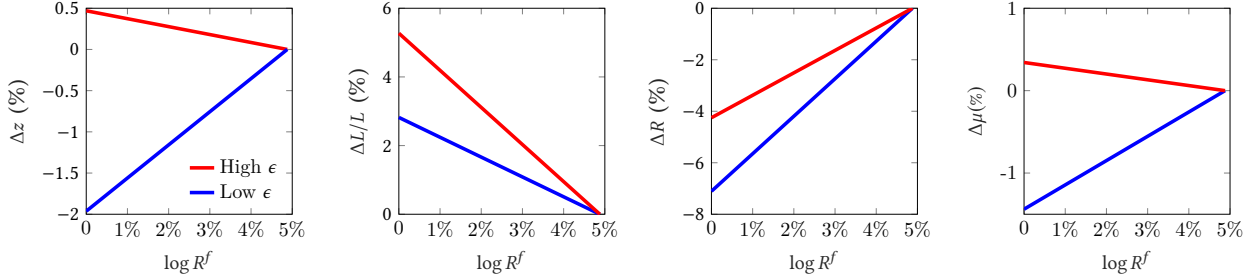 0.5
0
−0.5
−1
−1.5
−2
Δz (%)
High ϵ
Low ϵ
0 1% 2% 3% 4% 5%
log R^f
6
4
2
0
ΔL/L (%)
0 1% 2% 3% 4% 5%
log R^f
0
−2
−4
−6
−8
ΔR (%)
0 1% 2% 3% 4% 5%
log R^f
1
0
-1
Δμ(%)
0 1% 2% 3% 4% 5%
log R^f